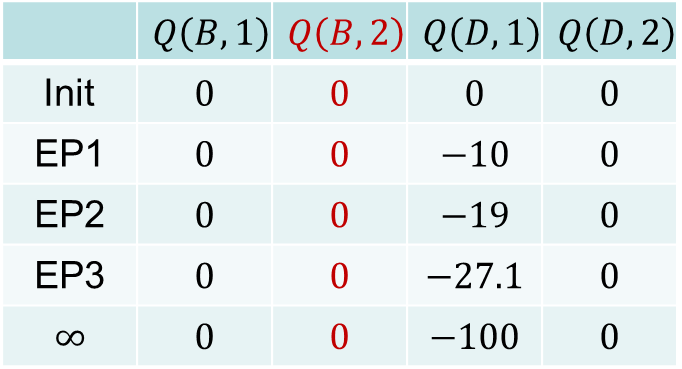 Q(B, 1) Q(B, 2) Q(D, 1) Q(D, 2)
Init 0 0 0 0
EP1 0 0 −10 0
EP2 0 0 −19 0
EP3 0 0 −27.1 0
∞ 0 0 −100 0